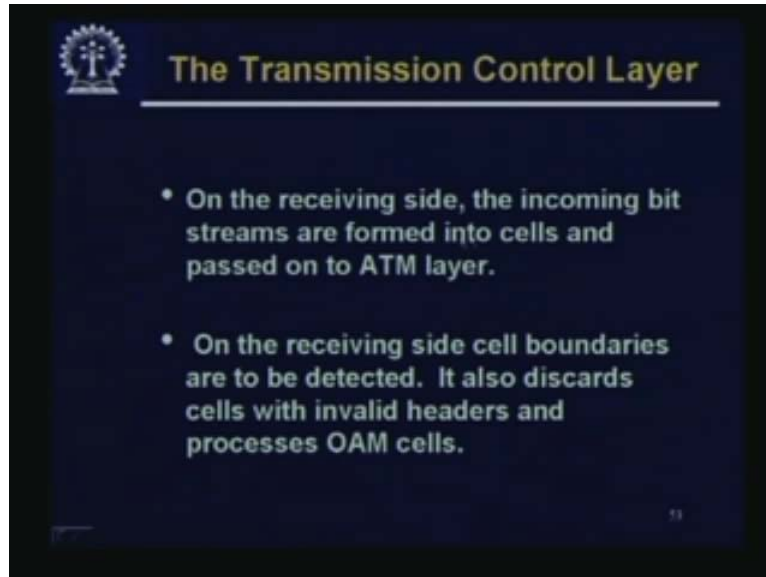 The Transmission Control Layer
• On the receiving side, the incoming bit
streams are formed into cells and
passed on to ATM layer.
• On the receiving side cell boundaries
are to be detected. It also discards
cells with invalid headers and
processes OAM cells.